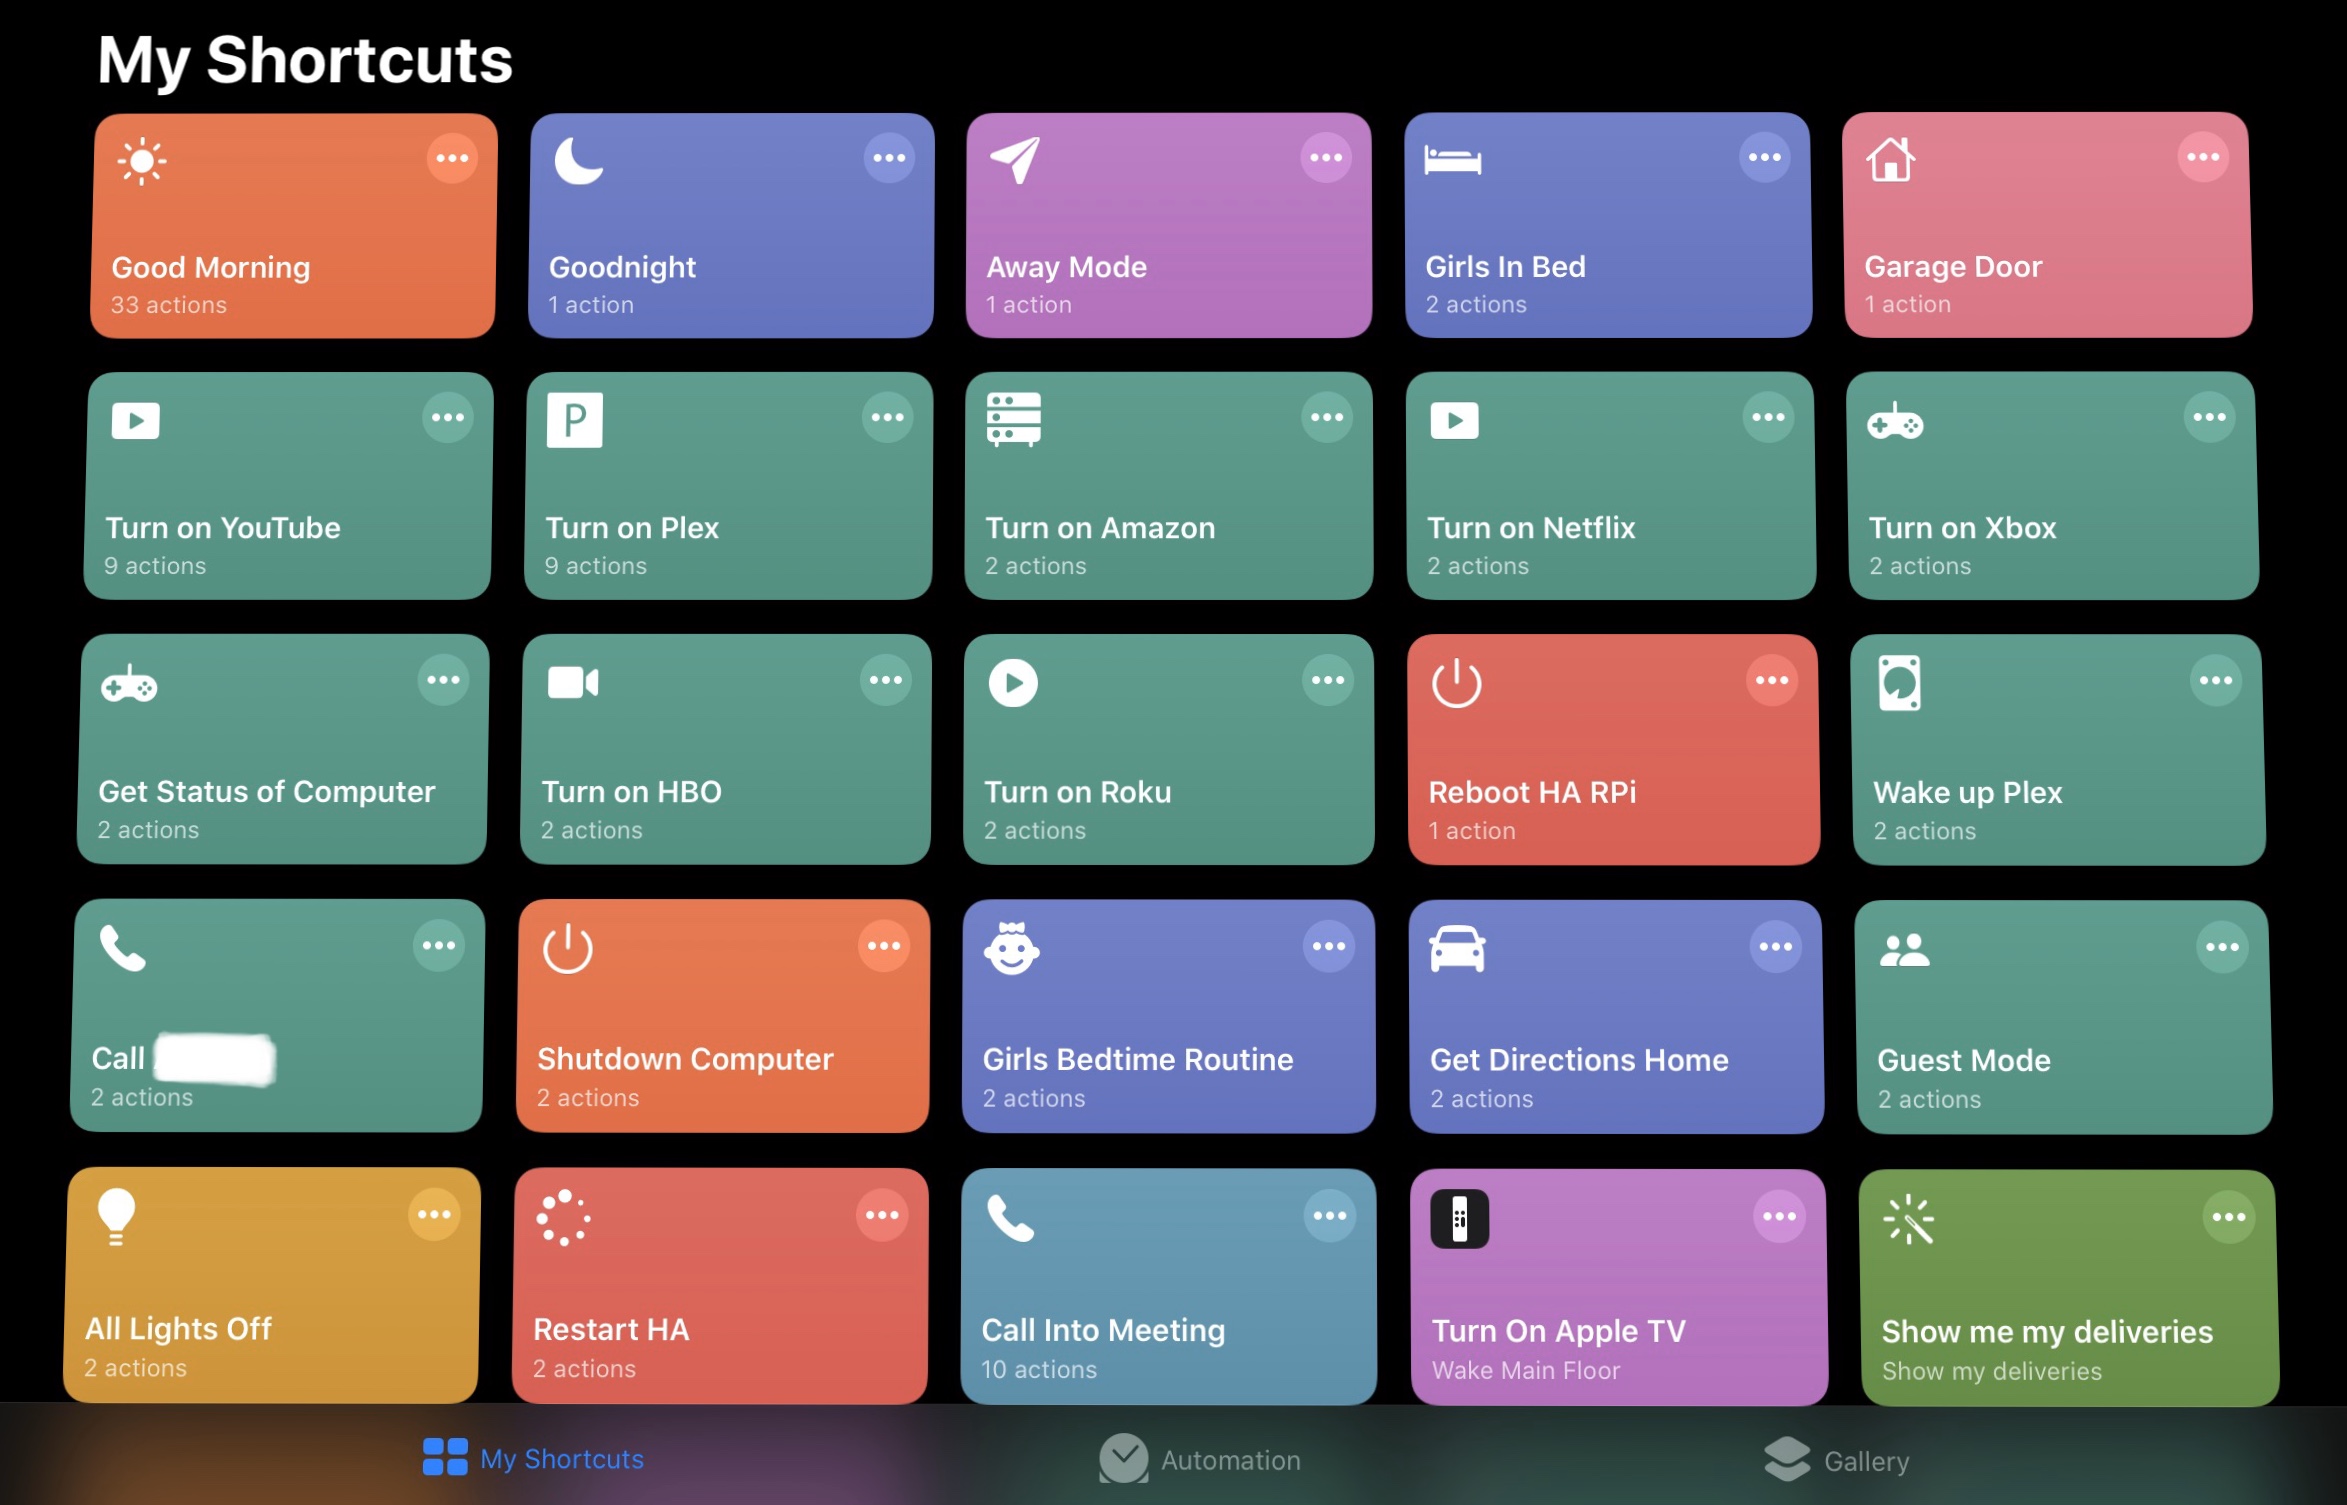 My Shortcuts
Good Morning
33 actions
Goodnight
1 action
Away Mode
1 action
Girls In Bed
2 actions
Garage Door
1 action
Turn on YouTube
9 actions
P
Turn on Plex
9 actions
Turn on Amazon
2 actions
Turn on Netflix
2 actions
Turn on Xbox
2 actions
Get Status of Computer
2 actions
Turn on HBO
2 actions
Turn on Roku
2 actions
Reboot HA RPi
1 action
Wake up Plex
2 actions
Call
2 actions
Shutdown Computer
2 actions
Girls Bedtime Routine
2 actions
Get Directions Home
2 actions
Guest Mode
2 actions
All Lights Off
2 actions
Restart HA
2 actions
Call Into Meeting
10 actions
Turn On Apple TV
Wake Main Floor
Show me my deliveries
Show my deliveries
My Shortcuts
Automation
Gallery